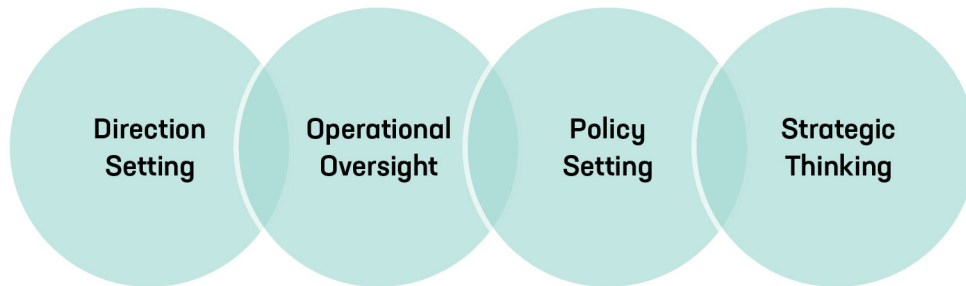 Direction
Setting
Operational
Oversight
Policy
Setting
Strategic
Thinking